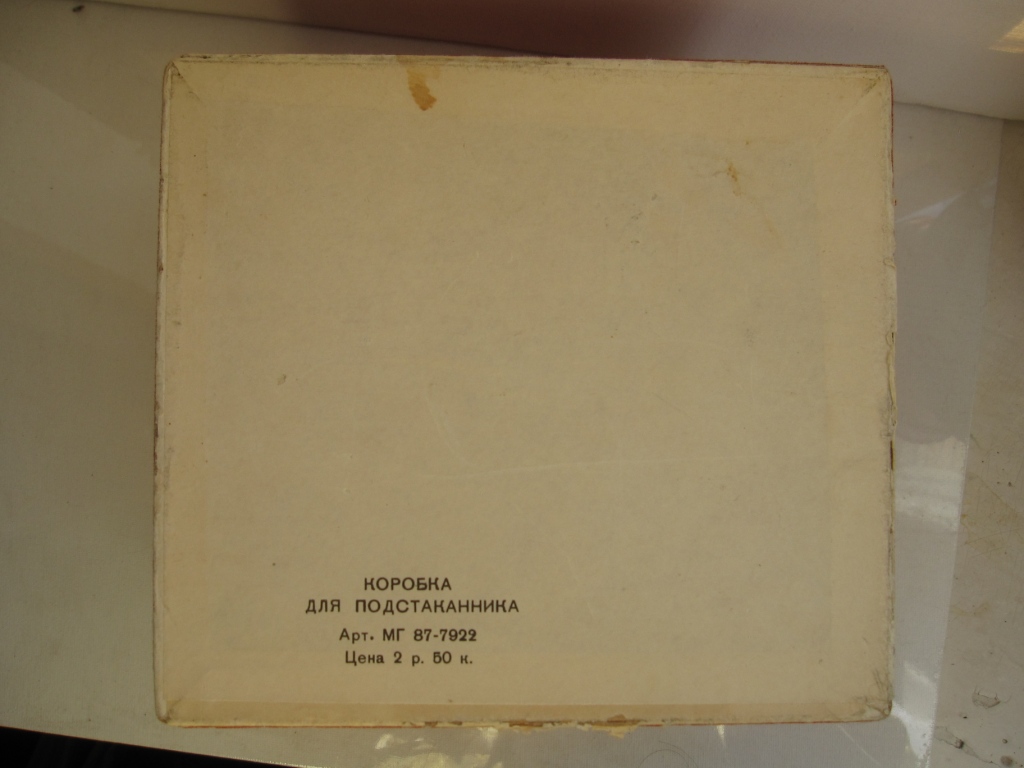 КОРОБКА
ДЛЯ ПОДСТАКАННИКА
Арт. МГ 87-7922
Цена 2 р. 50 к.